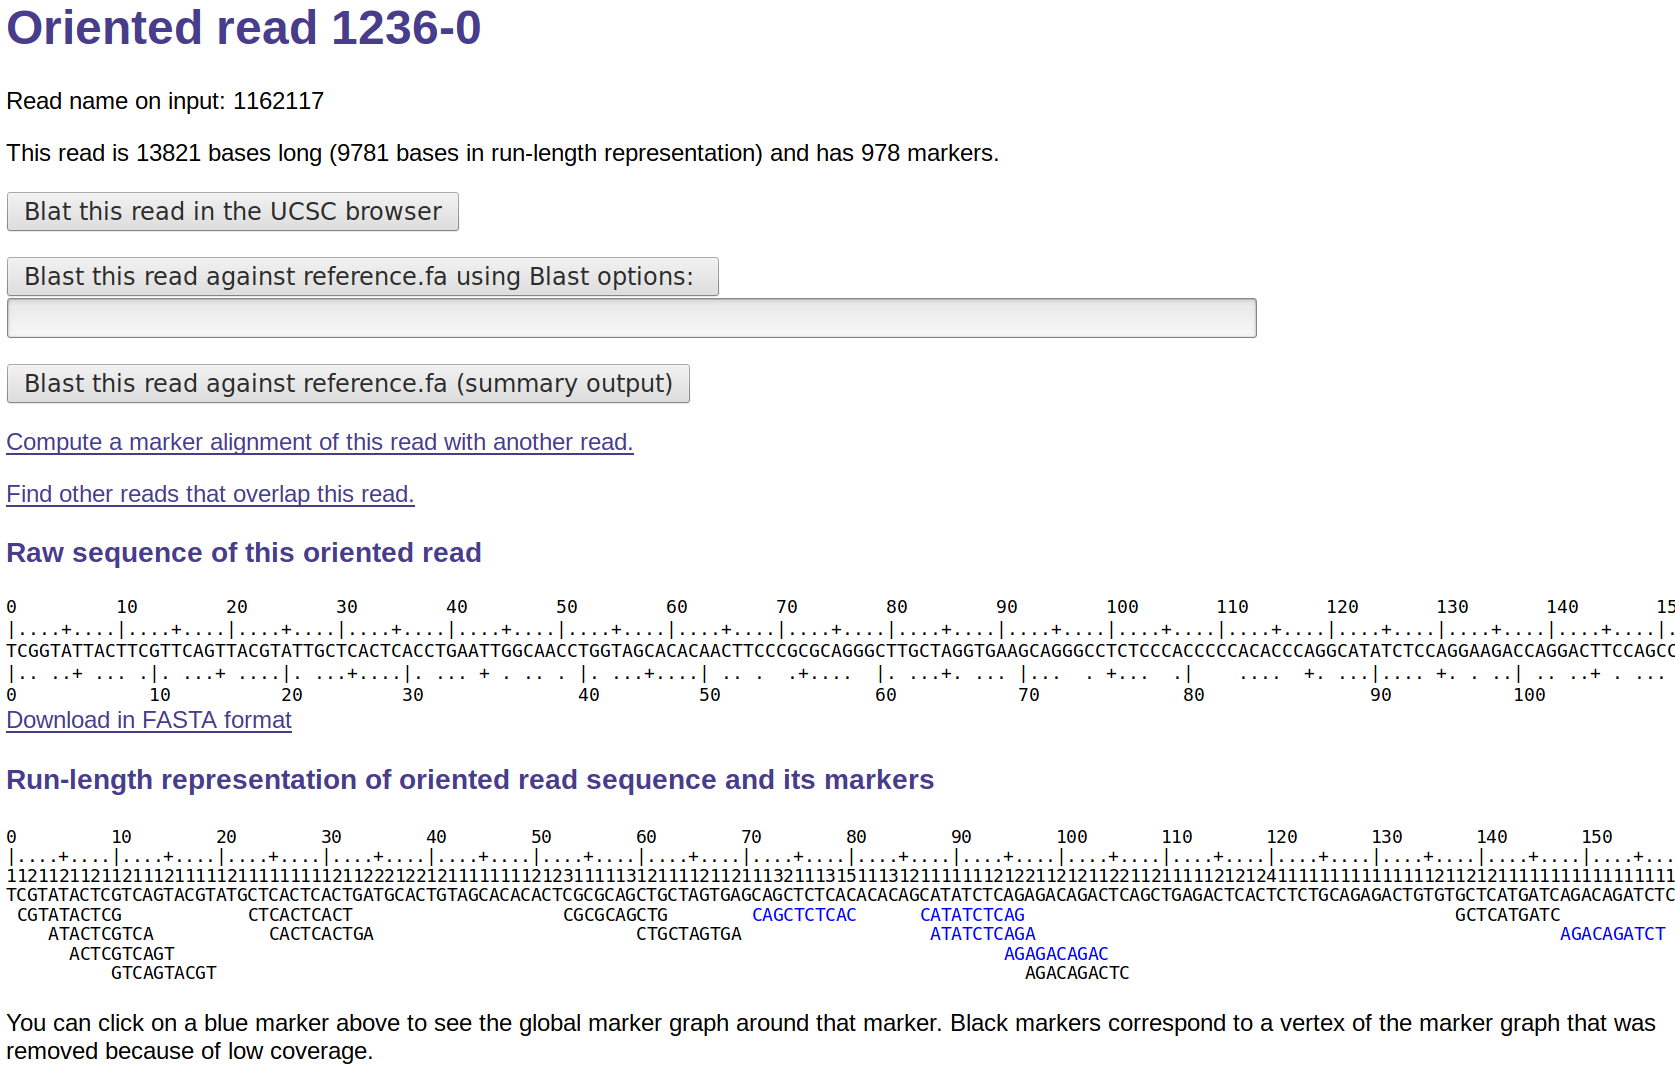 Oriented read 1236-0
Read name on input: 1162117
This read is 13821 bases long (9781 bases in run-length representation) and has 978 markers.
Blat this read in the UCSC browser
Blast this read against reference.fa using Blast options:
Blast this read against reference.fa (summary output)
Compute a marker alignment of this read with another read.
Find other reads that overlap this read.
Raw sequence of this oriented read
0 10 20 30 40 50 60 70 80 90 100 110 120 130 140 15
|....+....|....+....|....+....|....+....|....+....|....+....|....+....|....+....|....+....|....+....|....+....|....+....|....+....|....+....|....+....|.
TCGGTATTACTTCGTTCAGTTACGTATTGCTCACTCACCTGAATTGGCAACCTGGTAGCACACAACTTCCCGCGCAGGGCTTGCTAGGTGAAGCAGGGCCTCTCCCACCCCCACACCCAGGCATATCTCCAGGAAGACCAGGACTTCCAGCC
|.. ..+ ... .|. ...+ ....|. ...+....|. ... + . .. . |. ...+....| .. .  .+....  |. ...+. ... |...  . +...  .|    ....  +. ...|.... +. . ..| .. ..+ . ...
0 10 20 30 40 50 60 70 80 90 100
Download in FASTA format
Run-length representation of oriented read sequence and its markers
0 10 20 30 40 50 60 70 80 90 100 110 120 130 140 150
|....+....|....+....|....+....|....+....|....+....|....+....|....+....|....+....|....+....|....+....|....+....|....+....|....+....|....+....|....+....|....+...
112112112112111211111211111111121122212212111111112123111113121111211211132111315111312111111121221121211221121111121212411111111111111121121211111111111111111
TCGTATACTCGTCAGTACGTATGCTCACTCACTGATGCACTGTAGCACACACTCGCGCAGCTGCTAGTGAGCAGCTCTCACACACAGCATATCTCAGAGACAGACTCAGCTGAGACTCACTCTCTGCAGAGACTGTGTGCTCATGATCAGACAGATCTC
CGTATACTCG CTCACTCACT CGCGCAGCTG CAGCTCTCAC CATATCTCAG GCTCATGATC
ATACTCGTCA CACTCACTGA CTGCTAGTGA ATATCTCAGA AGACAGATCT
ACTCGTCAGT AGAGACAGAC
GTCAGTACGT AGACAGACTC
You can click on a blue marker above to see the global marker graph around that marker. Black markers correspond to a vertex of the marker graph that was
removed because of low coverage.